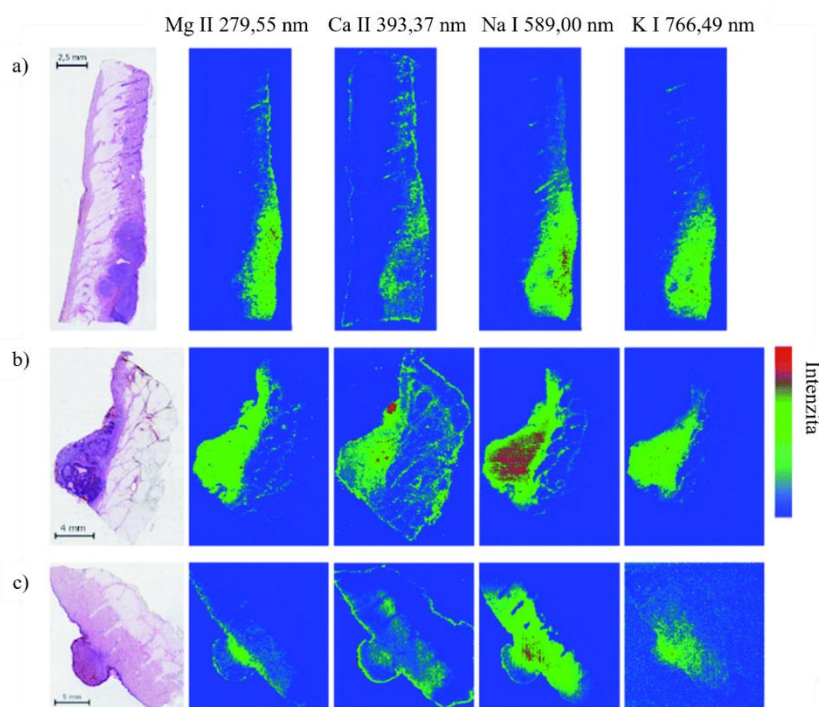 Mg II 279,55 nm Ca II 393,37 nm Na I 589,00 nm K I 766,49 nm
a)
2,5 mm
b)
4 mm
Intenzita
c)
5 mm